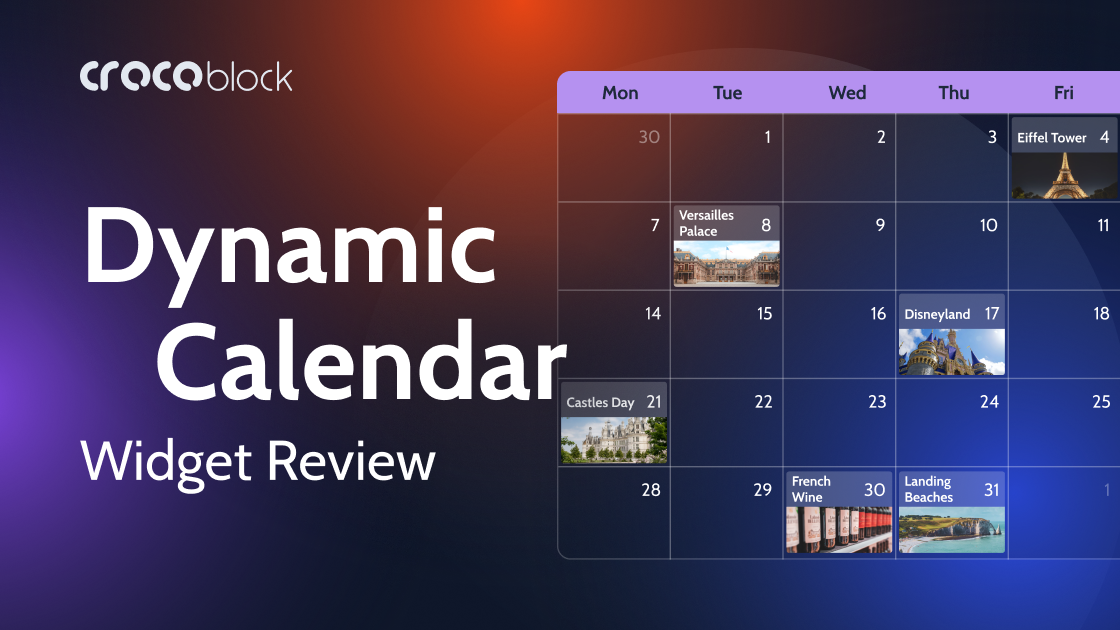 crocoblock
Dynamic
Calendar
Widget Review
Mon Tue Wed Thu Fri
30 1 2 3 Eiffel Tower 4
7 Versailles
Palace 8 9 10 11
14 15 16 Disneyland 17 18
Castles Day 21 22 23 24 25
28 29 French
Wine 30 Landing
Beaches 31 1